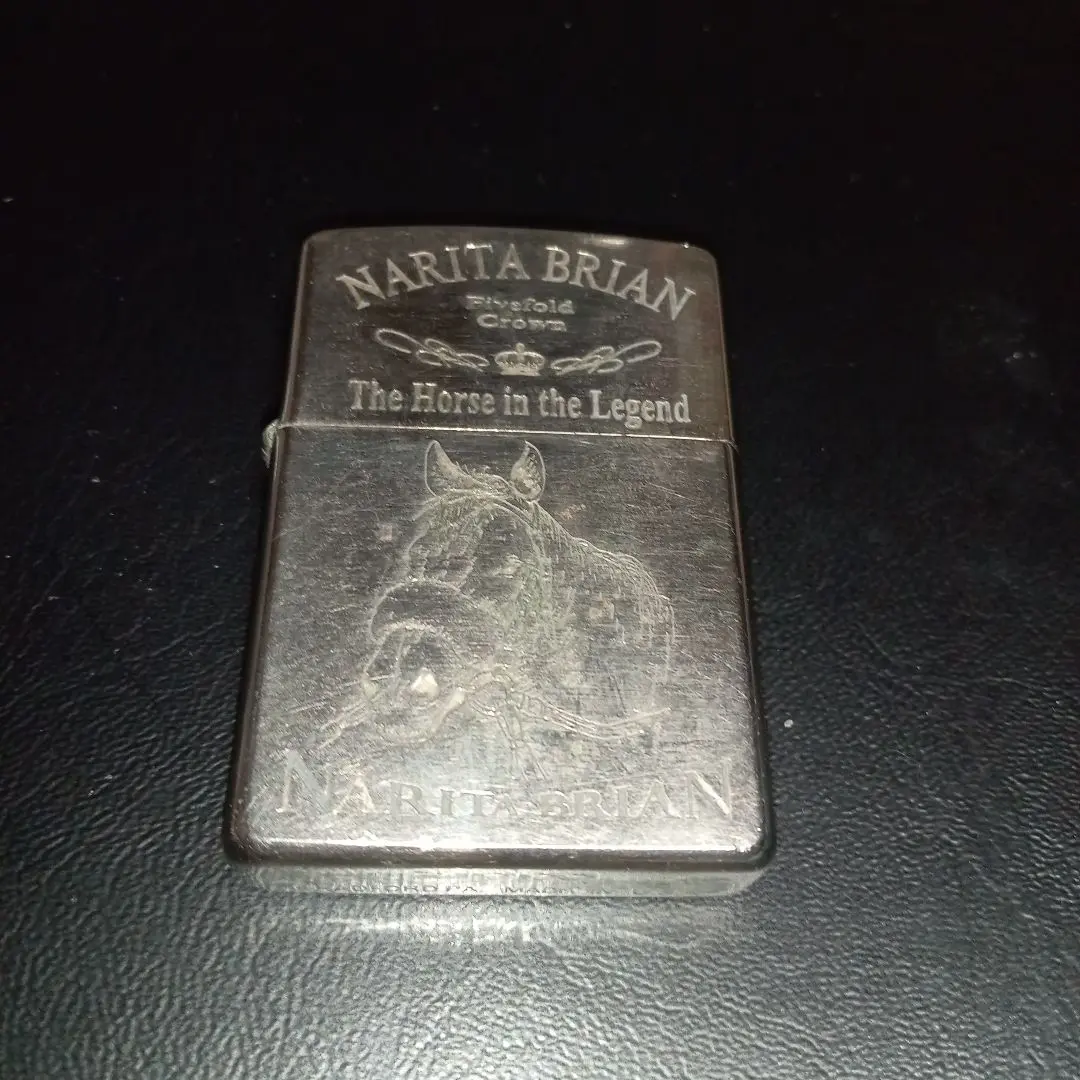 NARITA BRIAN
Fivefold
Crown
The Horse in the Legend
NARITA-BRIAN